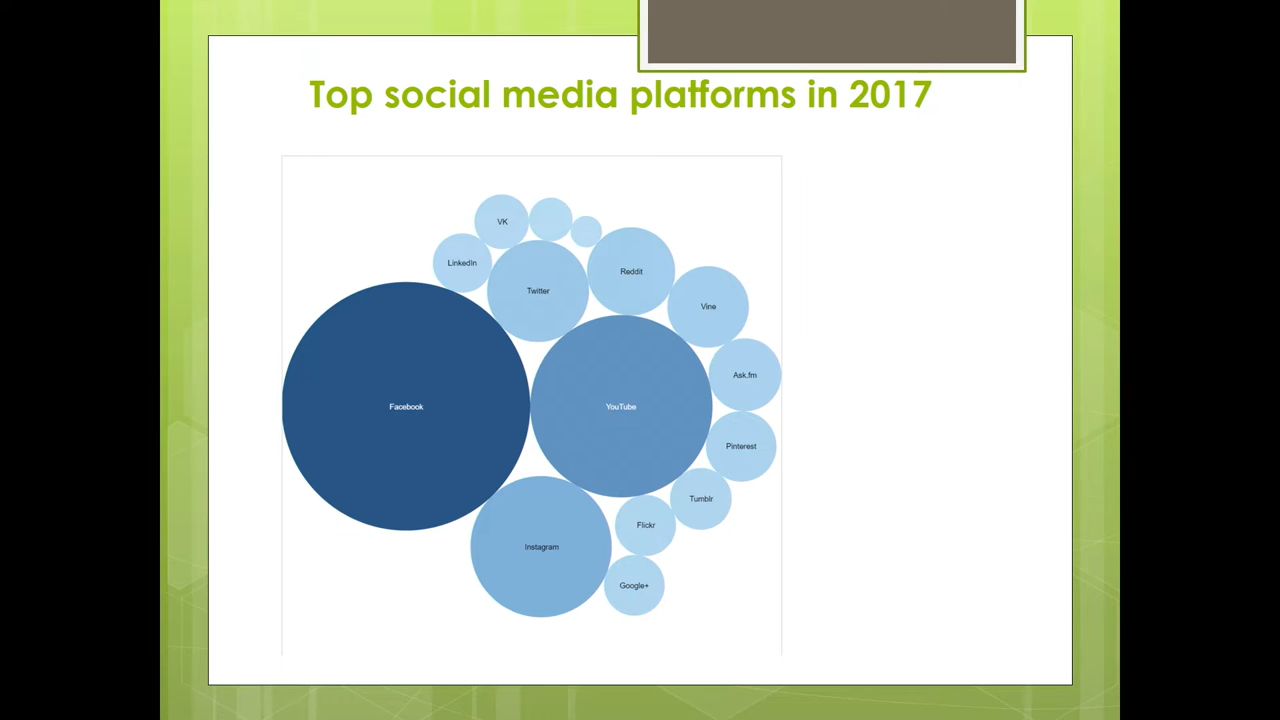 Top social media platforms in 2017
VK
LinkedIn
Reddit
Twitter
Vine
Ask.fm
Facebook
YouTube
Pinterest
Tumblr
Flickr
Instagram
Google+